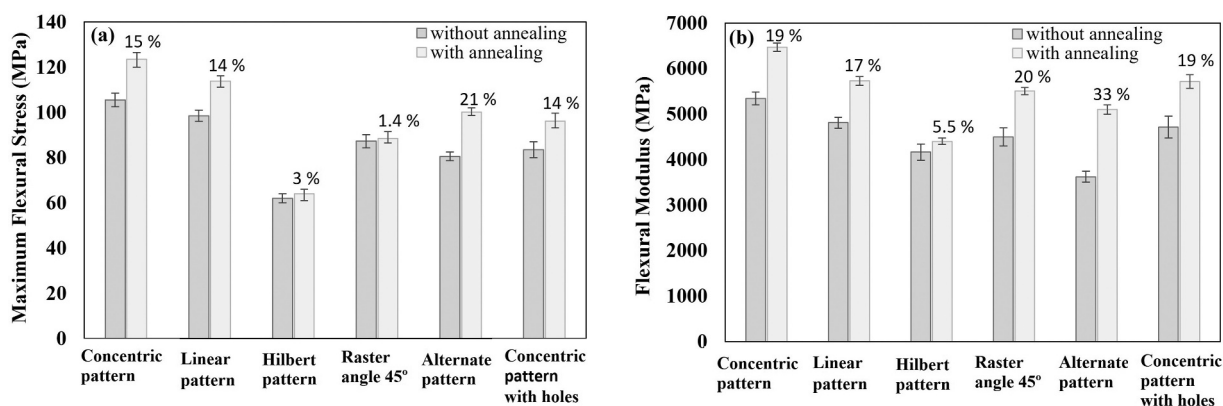 (a)
without annealing
with annealing
Maximum Flexural Stress (MPa)
140
120
100
80
60
40
20
0
15 %
14 %
3 %
1.4 %
21 %
14 %
Concentric
pattern
Linear
pattern
Hilbert
pattern
Raster
angle 45º
Alternate
pattern
Concentric
pattern
with holes
(b)
without annealing
with annealing
Flexural Modulus (MPa)
7000
6000
5000
4000
3000
2000
1000
0
19 %
17 %
5.5 %
20 %
33 %
19 %
Concentric
pattern
Linear
pattern
Hilbert
pattern
Raster
angle 45º
Alternate
pattern
Concentric
pattern
with holes